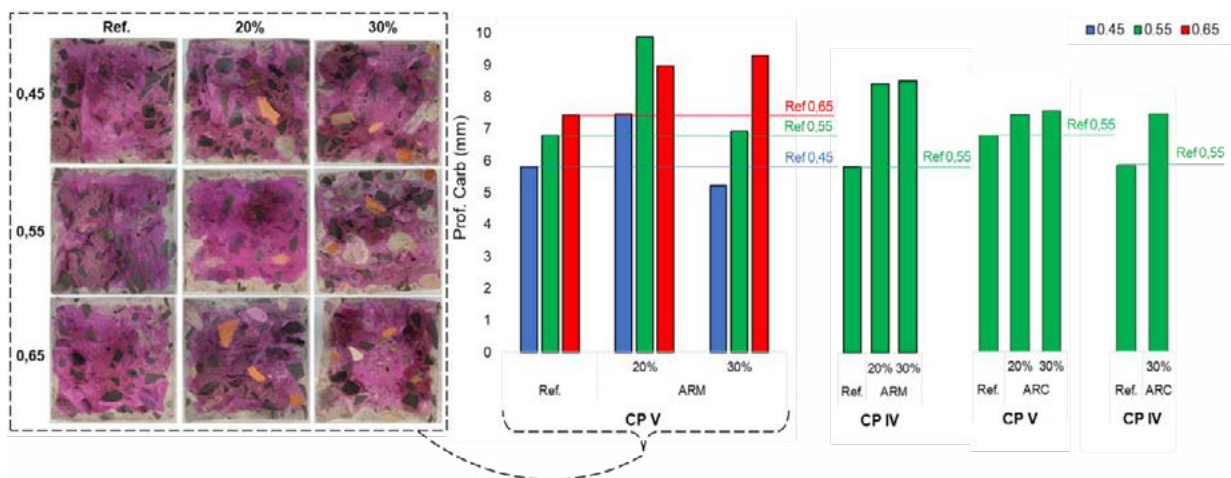 Ref. 20% 30%
0,45
0,55
0,65
Prof. Carb (mm)
10
9
8
7
6
5
4
3
2
1
0
0.45 0.55 0.65
Ref 0,65
Ref 0,55
Ref 0,45
Ref 0,55
Ref 0,55
Ref 0,55
20% 30%
Ref. ARM
CP V
20% 30%
Ref. ARM
CP IV
20% 30%
Ref. ARC
CP V
30%
Ref. ARC
CP IV